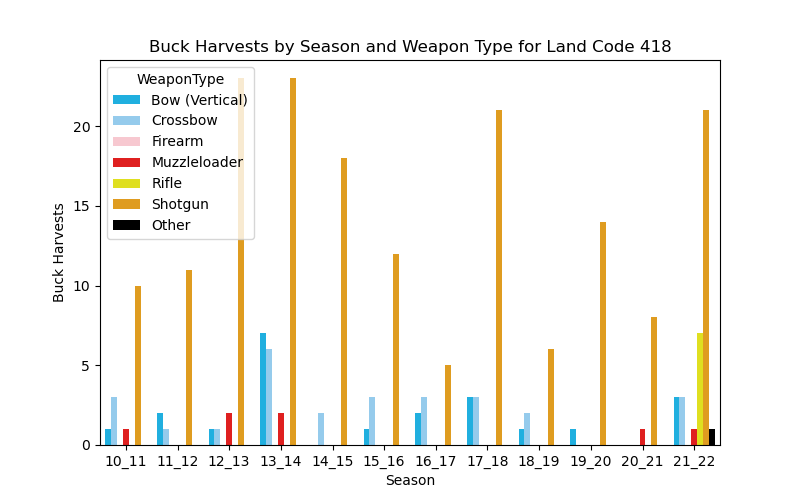 Buck Harvests by Season and Weapon Type for Land Code 418
WeaponType
Bow (Vertical)
Crossbow
Firearm
Muzzleloader
Rifle
Shotgun
Other
Buck Harvests
20
15
10
5
0
10_11 11_12 12_13 13_14 14_15 15_16 16_17 17_18 18_19 19_20 20_21 21_22
Season